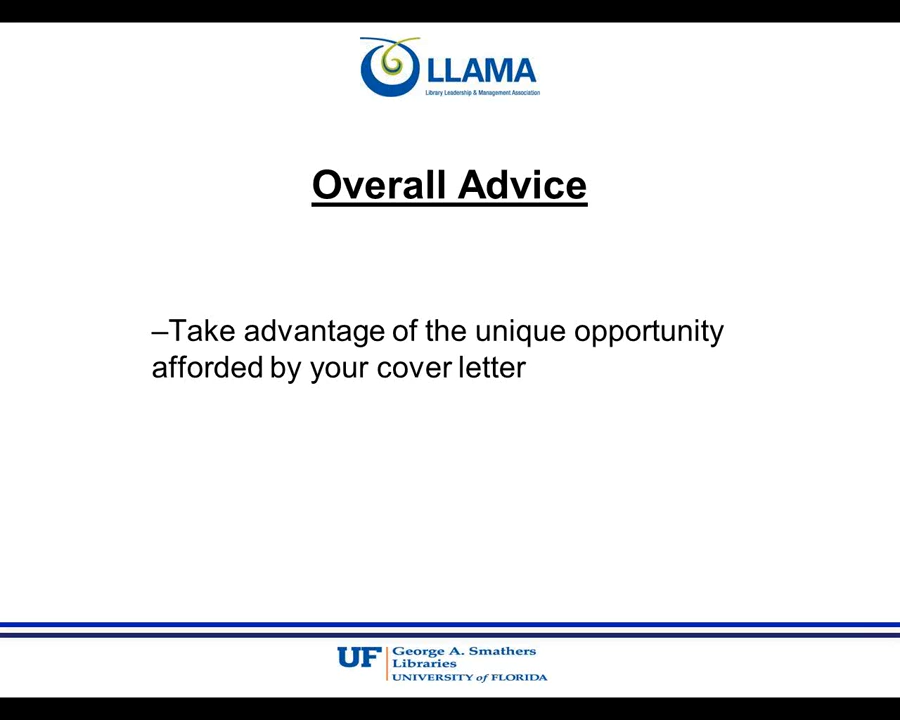 LLAMA
Library Leadership & Management Association
Overall Advice
–Take advantage of the unique opportunity
afforded by your cover letter
UF
George A. Smathers
Libraries
UNIVERSITY of FLORIDA